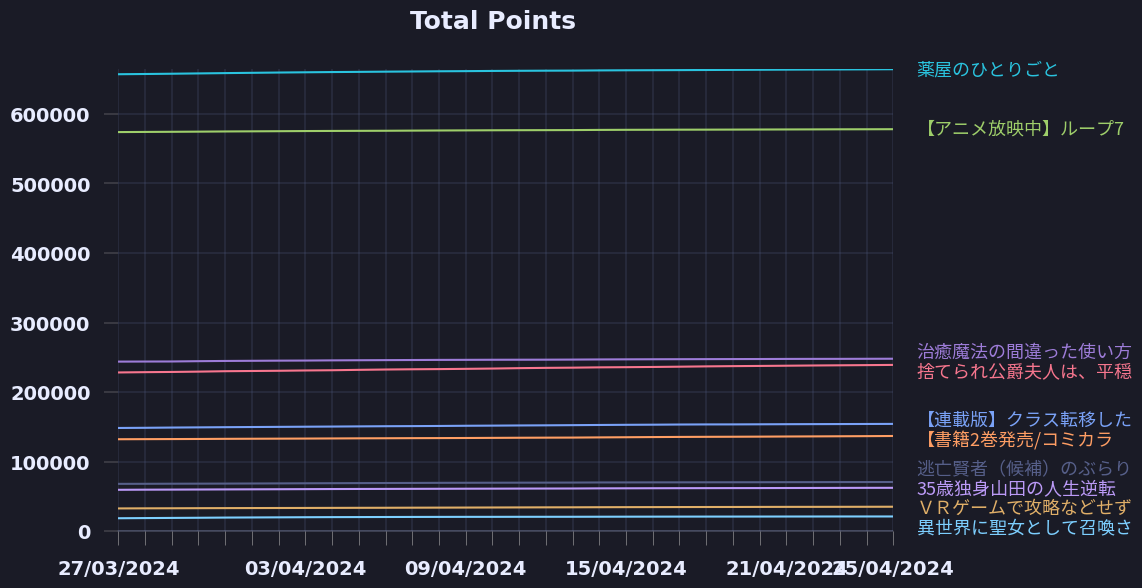 Total Points
薬屋のひとりごと
600000
【アニメ放映中】ループ7
500000
400000
300000
治癒魔法の間違った使い方
捨てられ公爵夫人は、平穏
200000
【連載版】クラス転移した
【書籍2巻発売/コミカラ
100000
逃亡賢者（候補）のぶらり
35歳独身山田の人生逆転
ＶＲゲームで攻略などせず
異世界に聖女として召喚さ
0
27/03/2024 03/04/2024 09/04/2024 15/04/2024 21/04/2024 25/04/2024